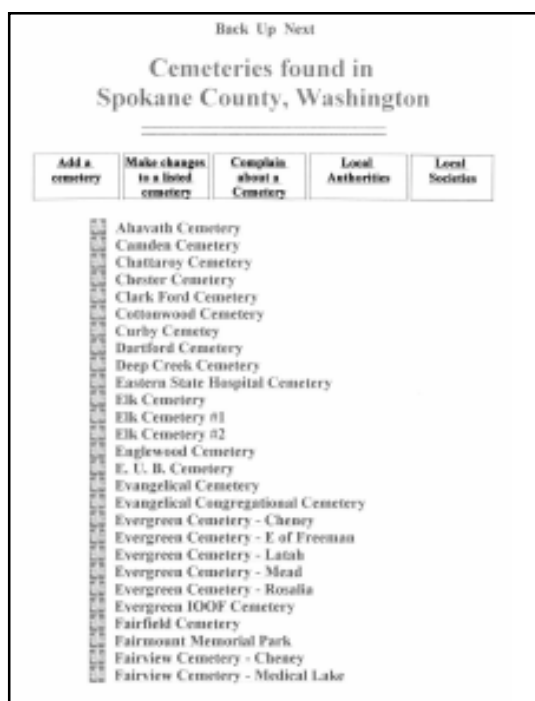 Back Up Next
Cemeteries found in
Spokane County, Washington
Add a
cemetery
Make changes
to a listed
cemetery
Complain
about a
Cemetery
Local
Authorities
Local
Societies
Ahavath Cemetery
Camden Cemetery
Chattaroy Cemetery
Chester Cemetery
Clark Ford Cemetery
Cottonwood Cemetery
Curby Cemetey
Dartford Cemetery
Deep Creek Cemetery
Eastern State Hospital Cemetery
Elk Cemetery
Elk Cemetery #1
Elk Cemetery #2
Englewood Cemetery
E. U. B. Cemetery
Evangelical Cemetery
Evangelical Congregational Cemetery
Evergreen Cemetery - Cheney
Evergreen Cemetery - E of Freeman
Evergreen Cemetery - Latah
Evergreen Cemetery - Mead
Evergreen Cemetery - Rosalia
Evergreen IOOF Cemetery
Fairfield Cemetery
Fairmount Memorial Park
Fairview Cemetery - Cheney
Fairview Cemetery - Medical Lake